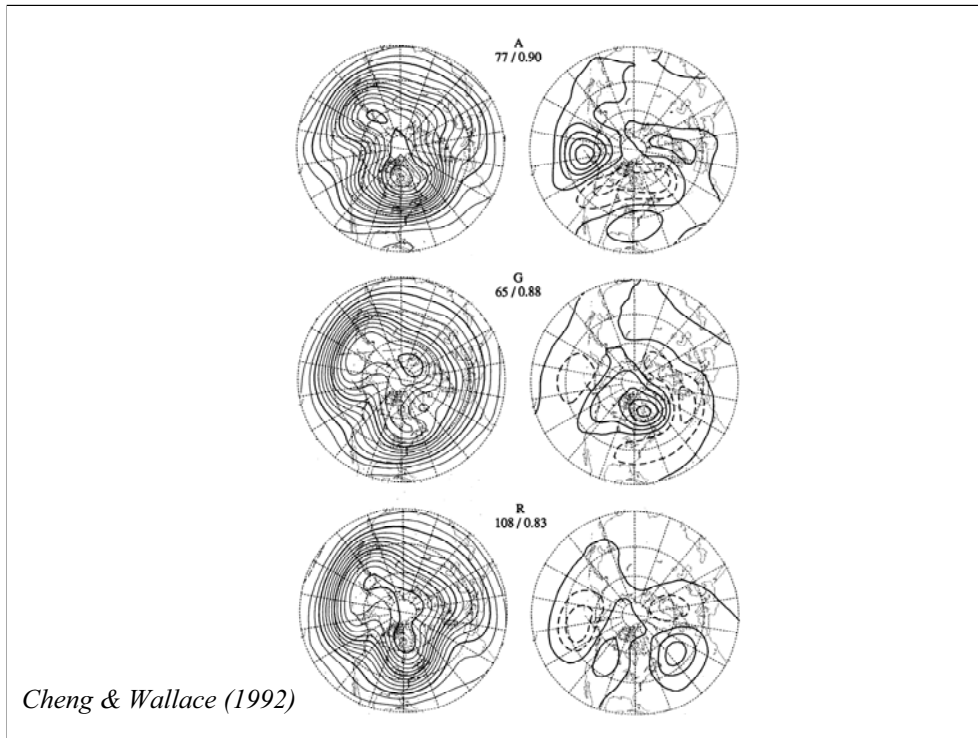 A
77 / 0.90
G
65 / 0.88
R
108 / 0.83
Cheng & Wallace (1992)